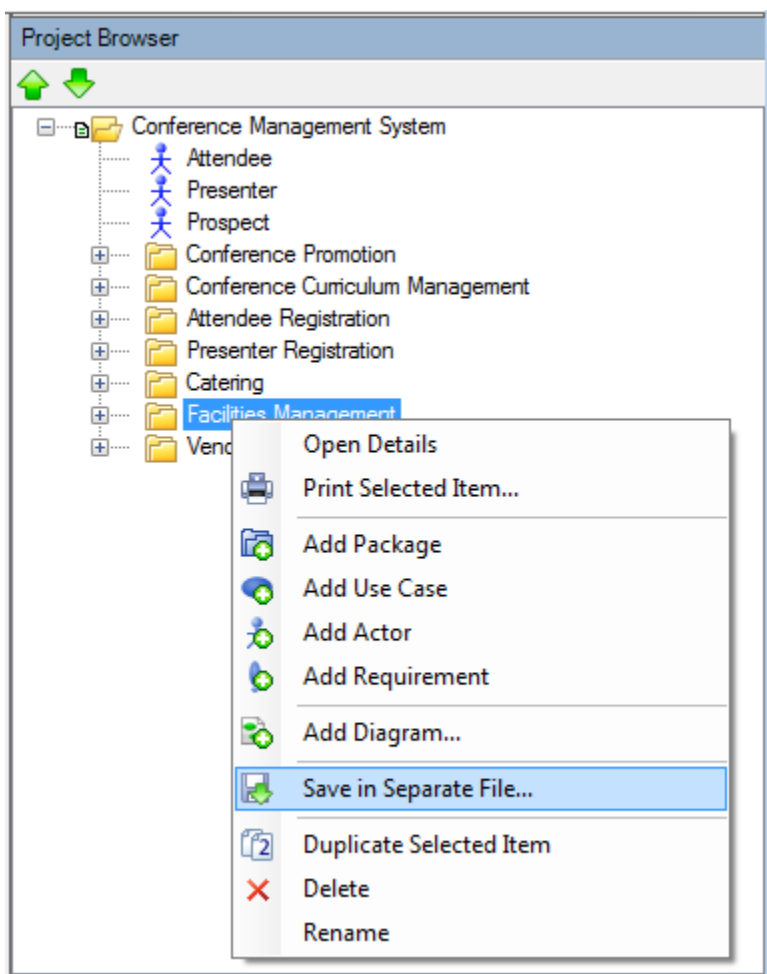 Project Browser
Conference Management System
Attendee
Presenter
Prospect
Conference Promotion
Conference Curriculum Management
Attendee Registration
Presenter Registration
Catering
Facilities Management
Open Details
Print Selected Item...
Add Package
Add Use Case
Add Actor
Add Requirement
Add Diagram...
Save in Separate File...
2 Duplicate Selected Item
Delete
Rename